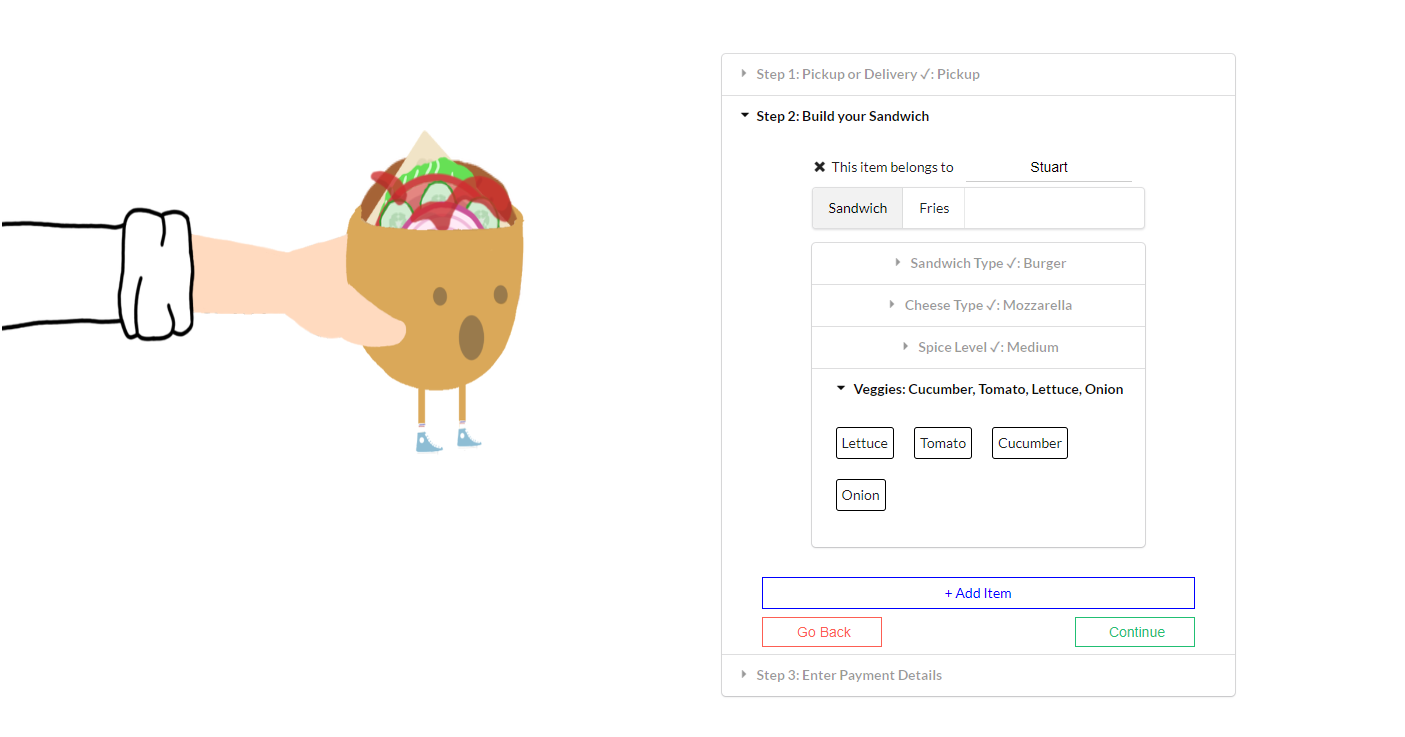 Step 1: Pickup or Delivery ✓: Pickup
Step 2: Build your Sandwich
✖ This item belongs to Stuart
Sandwich Fries
Sandwich Type ✓: Burger
Cheese Type ✓: Mozzarella
Spice Level ✓: Medium
Veggies: Cucumber, Tomato, Lettuce, Onion
Lettuce Tomato Cucumber
Onion
+ Add Item
Go Back Continue
Step 3: Enter Payment Details